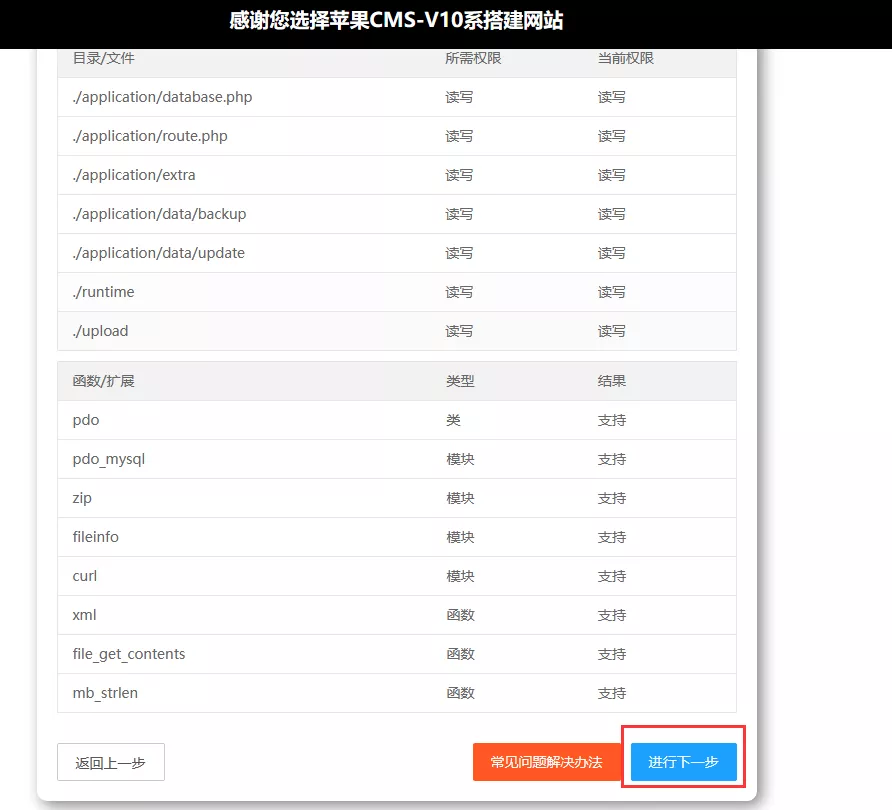 感谢您选择苹果CMS-V10系搭建网站
目录/文件 所需权限 当前权限
./application/database.php 读写 读写
./application/route.php 读写 读写
./application/extra 读写 读写
./application/data/backup 读写 读写
./application/data/update 读写 读写
./runtime 读写 读写
./upload 读写 读写
函数/扩展 类型 结果
pdo 类 支持
pdo_mysql 模块 支持
zip 模块 支持
fileinfo 模块 支持
curl 模块 支持
xml 函数 支持
file_get_contents 函数 支持
mb_strlen 函数 支持
返回上一步 常见问题解决办法 进行下一步